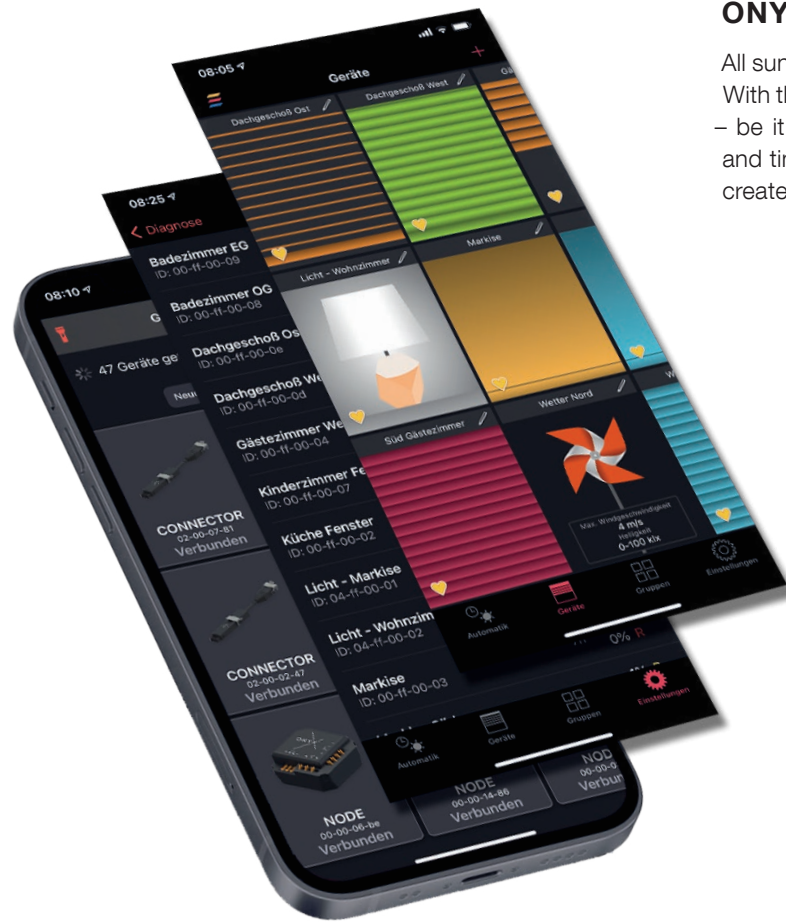 ONY
All sun
With th
– be it
and tir
create
08:05
Geräte
Dachgeschoß Ost
Dachgeschoß West
Licht - Wohnzimmer
Markise
Süd Gästezimmer
Wetter Nord
Max. Windgeschwindigkeit
4 m/s
Helligkeit
0-100 klx
Automatik
Geräte
Gruppen
Einstellungen
08:25
Diagnose
Badezimmer EG
ID: 00-ff-00-09
Badezimmer OG
ID: 00-ff-00-08
Dachgeschoß Os
ID: 00-ff-00-0e
Dachgeschoß We
ID: 00-ff-00-0d
Gästezimmer We
ID: 00-ff-00-04
Kinderzimmer Fe
ID: 00-ff-00-07
Küche Fenster
ID: 00-ff-00-02
Licht - Markise
ID: 04-ff-00-01
Licht - Wohnzim
ID: 04-ff-00-02
Markise
ID: 00-ff-00-03
0% R
Automatik
Geräte
Gruppen
Einstellungen
08:10
G
47 Geräte ge
Neu
CONNECTOR
02-00-07-81
Verbunden
CONNECTOR
02-00-02-47
Verbunden
NODE
00-00-06-be
Verbunden
NODE
00-00-14-86
Verbunden
NOD
00-00-0
Verbur